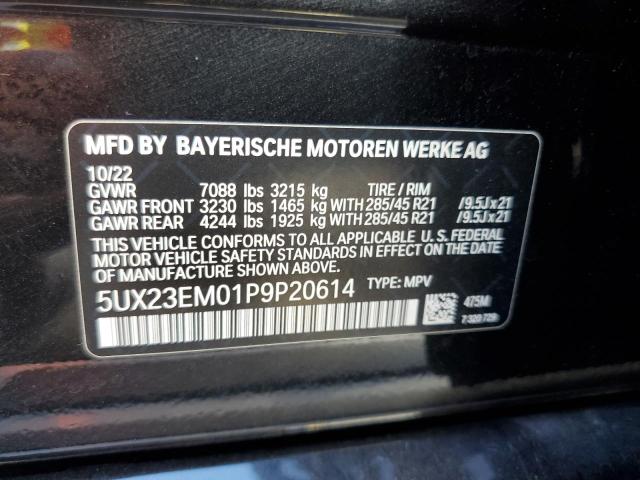 MFD BY BAYERISCHE MOTOREN WERKE AG
10/22
GVWR 7088 lbs 3215 kg TIRE / RIM
GAWR FRONT 3230 lbs 1465 kg WITH 285/45 R21 /9.5Jx21
GAWR REAR 4244 lbs 1925 kg WITH 285/45 R21 /9.5Jx21
THIS VEHICLE CONFORMS TO ALL APPLICABLE U.S. FEDERAL
MOTOR VEHICLE SAFETY STANDARDS IN EFFECT ON THE DATE
OF MANUFACTURE SHOWN ABOVE.
5UX23EM01P9P20614 TYPE: MPV
475M
7 320 729